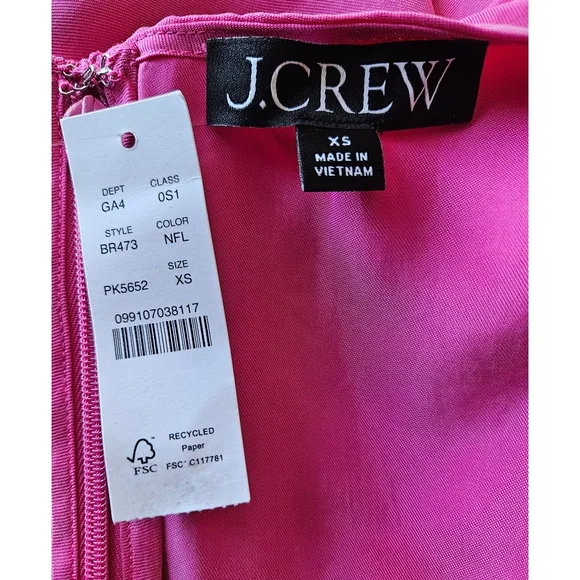 J.CREW
XS
MADE IN
VIETNAM
DEPT CLASS
GA4 0S1
STYLE COLOR
BR473 NFL
SIZE
PK5652 XS
099107038117
FSC
RECYCLED
Paper
FSC® C117781